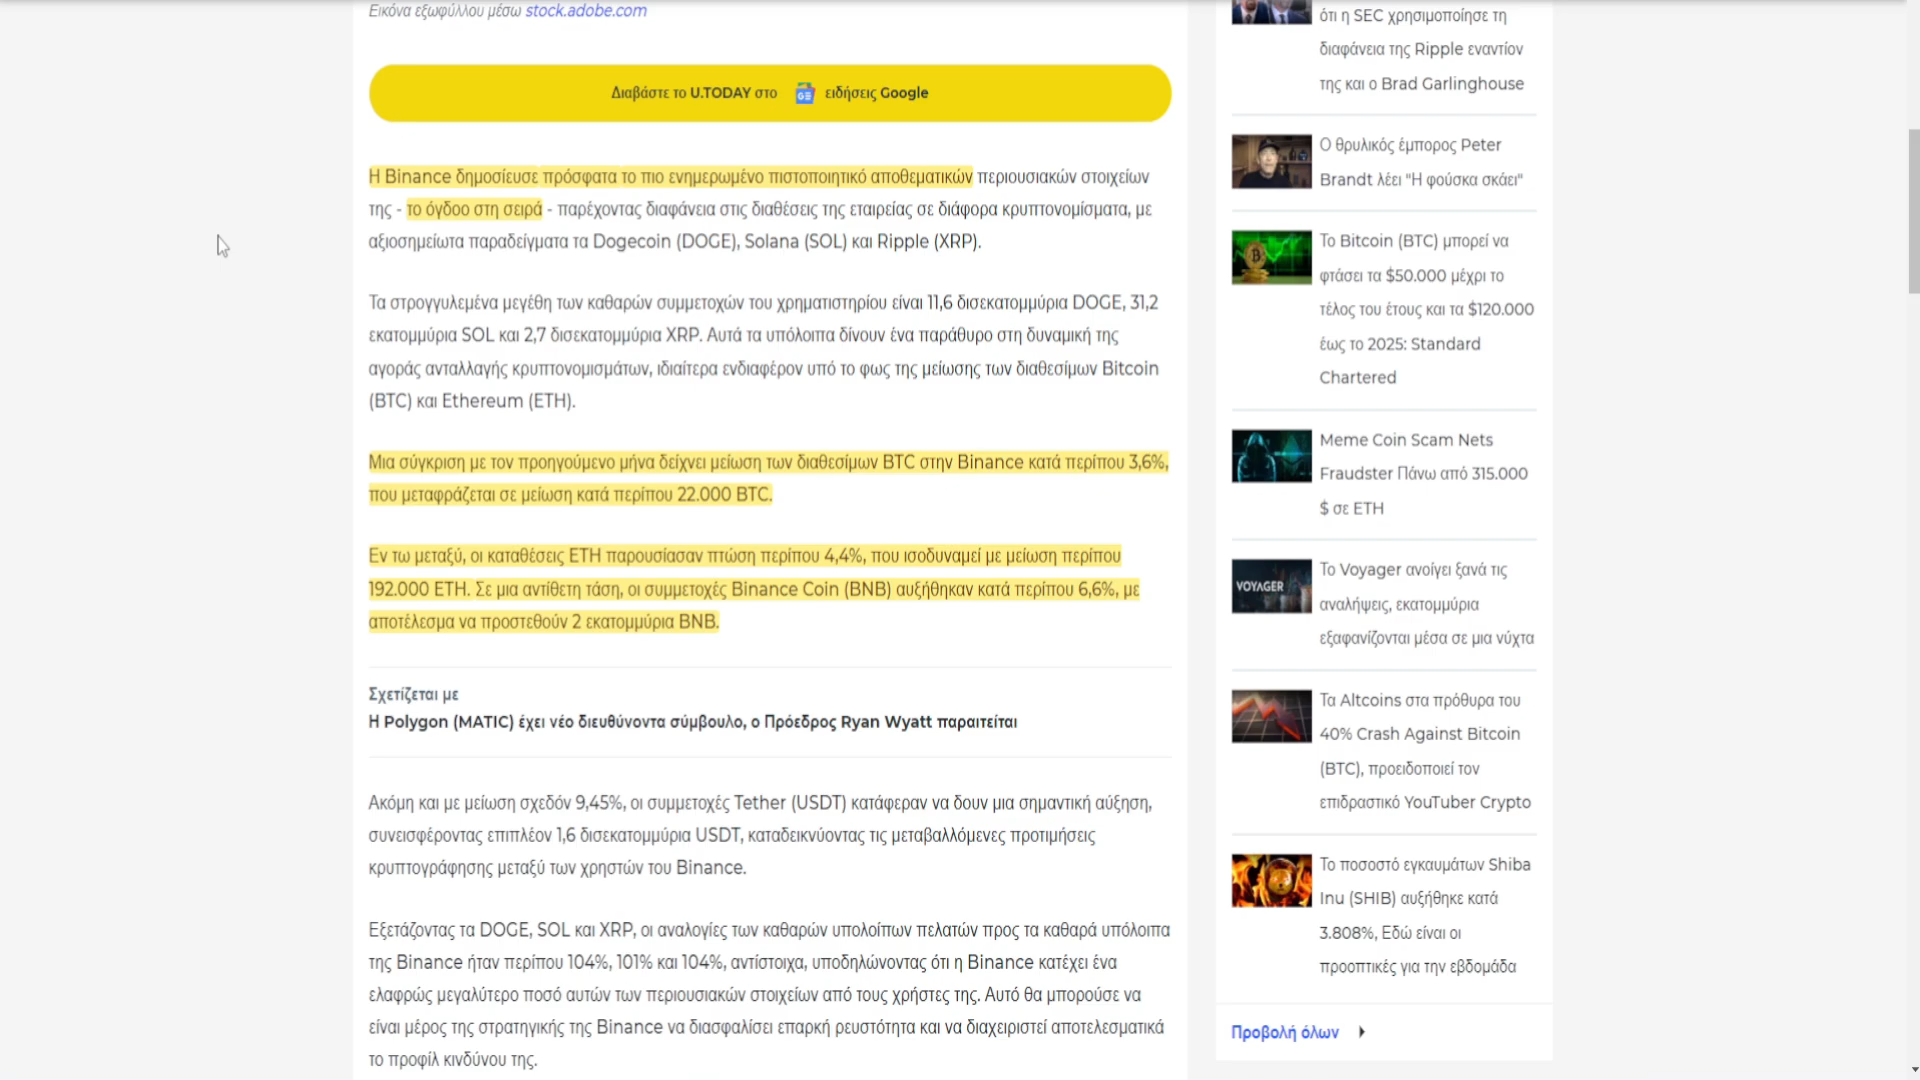 Εικόνα εξωφύλλου μέσω stock.adobe.com
Διαβάστε το U.TODAY στο GE ειδήσεις Google
Η Binance δημοσίευσε πρόσφατα το πιο ενημερωμένο πιστοποιητικό αποθεματικών περιουσιακών στοιχείων
της - το όγδοο στη σειρά - παρέχοντας διαφάνεια στις διαθέσεις της εταιρείας σε διάφορα κρυπτονομίσματα, με
αξιοσημείωτα παραδείγματα τα Dogecoin (DOGE), Solana (SOL) και Ripple (XRP).
Τα στρογγυλεμένα μεγέθη των καθαρών συμμετοχών του χρηματιστηρίου είναι 11,6 δισεκατομμύρια DOGE, 31,2
εκατομμύρια SOL και 2,7 δισεκατομμύρια XRP. Αυτά τα υπόλοιπα δίνουν ένα παράθυρο στη δυναμική της
αγοράς ανταλλαγής κρυπτονομισμάτων, ιδιαίτερα ενδιαφέρον υπό το φως της μείωσης των διαθεσίμων Bitcoin
(BTC) και Ethereum (ETH).
Μια σύγκριση με τον προηγούμενο μήνα δείχνει μείωση των διαθεσίμων BTC στην Binance κατά περίπου 3,6%,
που μεταφράζεται σε μείωση κατά περίπου 22.000 BTC.
Εν τω μεταξύ, οι καταθέσεις ETH παρουσίασαν πτώση περίπου 4,4%, που ισοδυναμεί με μείωση περίπου
192.000 ETH. Σε μια αντίθετη τάση, οι συμμετοχές Binance Coin (BNB) αυξήθηκαν κατά περίπου 6,6%, με
αποτέλεσμα να προστεθούν 2 εκατομμύρια BNB.
Σχετίζεται με
Η Polygon (MATIC) έχει νέο διευθύνοντα σύμβουλο, ο Πρόεδρος Ryan Wyatt παραιτείται
Ακόμη και με μείωση σχεδόν 9,45%, οι συμμετοχές Tether (USDT) κατάφεραν να δουν μια σημαντική αύξηση,
συνεισφέροντας επιπλέον 1,6 δισεκατομμύρια USDT, καταδεικνύοντας τις μεταβαλλόμενες προτιμήσεις
κρυπτογράφησης μεταξύ των χρηστών του Binance.
Εξετάζοντας τα DOGE, SOL και XRP, οι αναλογίες των καθαρών υπολοίπων πελατών προς τα καθαρά υπόλοιπα
της Binance ήταν περίπου 104%, 101% και 104%, αντίστοιχα, υποδηλώνοντας ότι η Binance κατέχει ένα
ελαφρώς μεγαλύτερο ποσό αυτών των περιουσιακών στοιχείων από τους χρήστες της. Αυτό θα μπορούσε να
είναι μέρος της στρατηγικής της Binance να διασφαλίσει επαρκή ρευστότητα και να διαχειριστεί αποτελεσματικά
το προφίλ κινδύνου της.
ότι η SEC χρησιμοποίησε τη
διαφάνεια της Ripple εναντίον
της και ο Brad Garlinghouse
Ο θρυλικός έμπορος Peter
Brandt λέει "Η φούσκα σκάει"
Το Bitcoin (BTC) μπορεί να
φτάσει τα $50.000 μέχρι το
τέλος του έτους και τα $120.000
έως το 2025: Standard
Chartered
Meme Coin Scam Nets
Fraudster Πάνω από 315.000
$ σε ETH
VOYAGER
Το Voyager ανοίγει ξανά τις
αναλήψεις, εκατομμύρια
εξαφανίζονται μέσα σε μια νύχτα
Τα Altcoins στα πρόθυρα του
40% Crash Against Bitcoin
(BTC), προειδοποιεί τον
επιδραστικό YouTuber Crypto
Το ποσοστό εγκαυμάτων Shiba
Inu (SHIB) αυξήθηκε κατά
3.808%, Εδώ είναι οι
προοπτικές για την εβδομάδα
Προβολή όλων